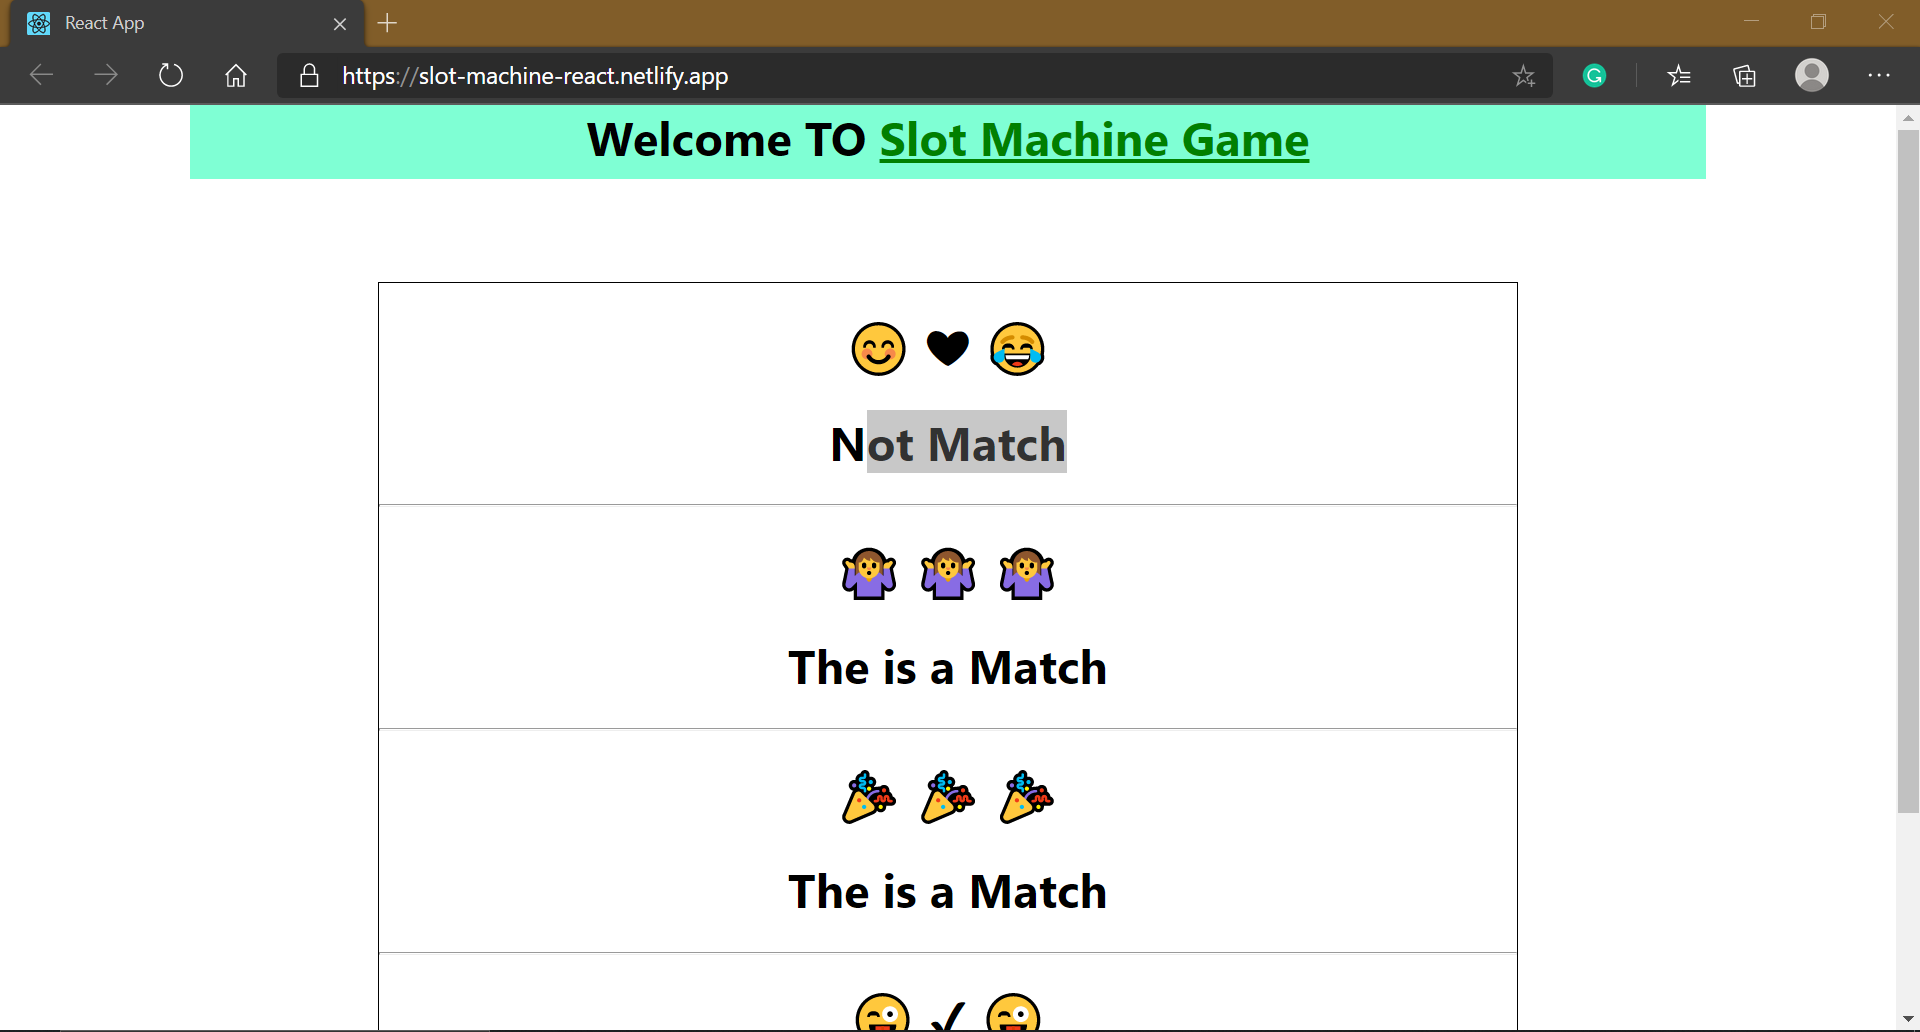 React App
https://slot-machine-react.netlify.app
Welcome TO Slot Machine Game
😊 ♥ 😂
Not Match
🤷‍♀️ 🤷‍♀️ 🤷‍♀️
The is a Match
🎉 🎉 🎉
The is a Match
😜 ✔ 😜